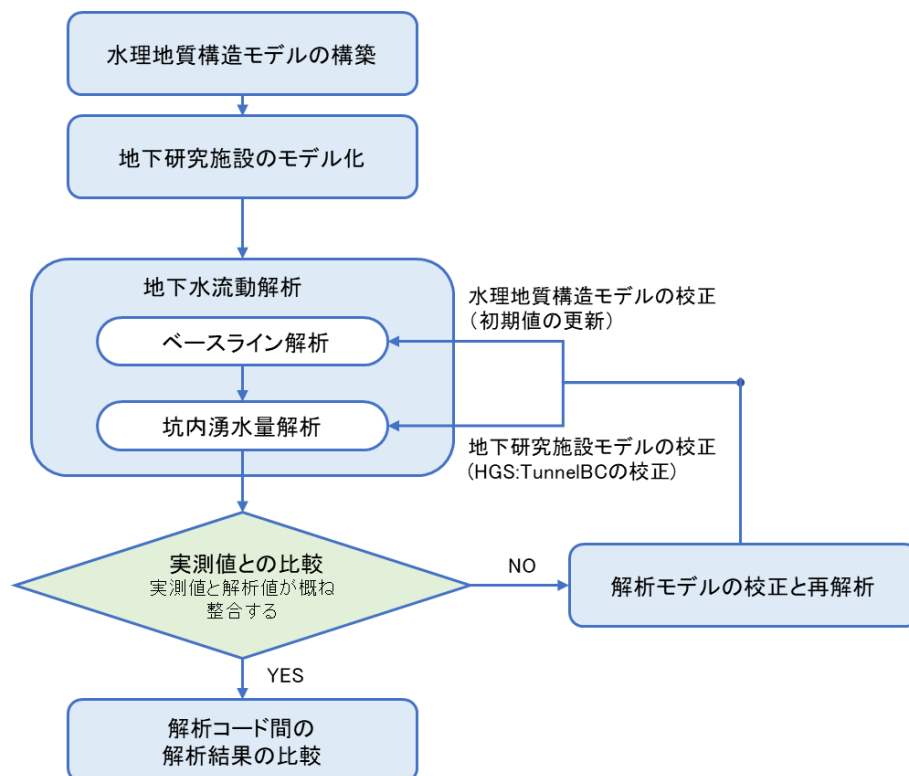 水理地質構造モデルの構築
地下研究施設のモデル化
地下水流動解析
ベースライン解析
坑内湧水量解析
水理地質構造モデルの校正
（初期値の更新）
地下研究施設モデルの校正
(HGS:TunnelBCの校正)
実測値との比較
実測値と解析値が概ね
整合する
NO
解析モデルの校正と再解析
YES
解析コード間の
解析結果の比較